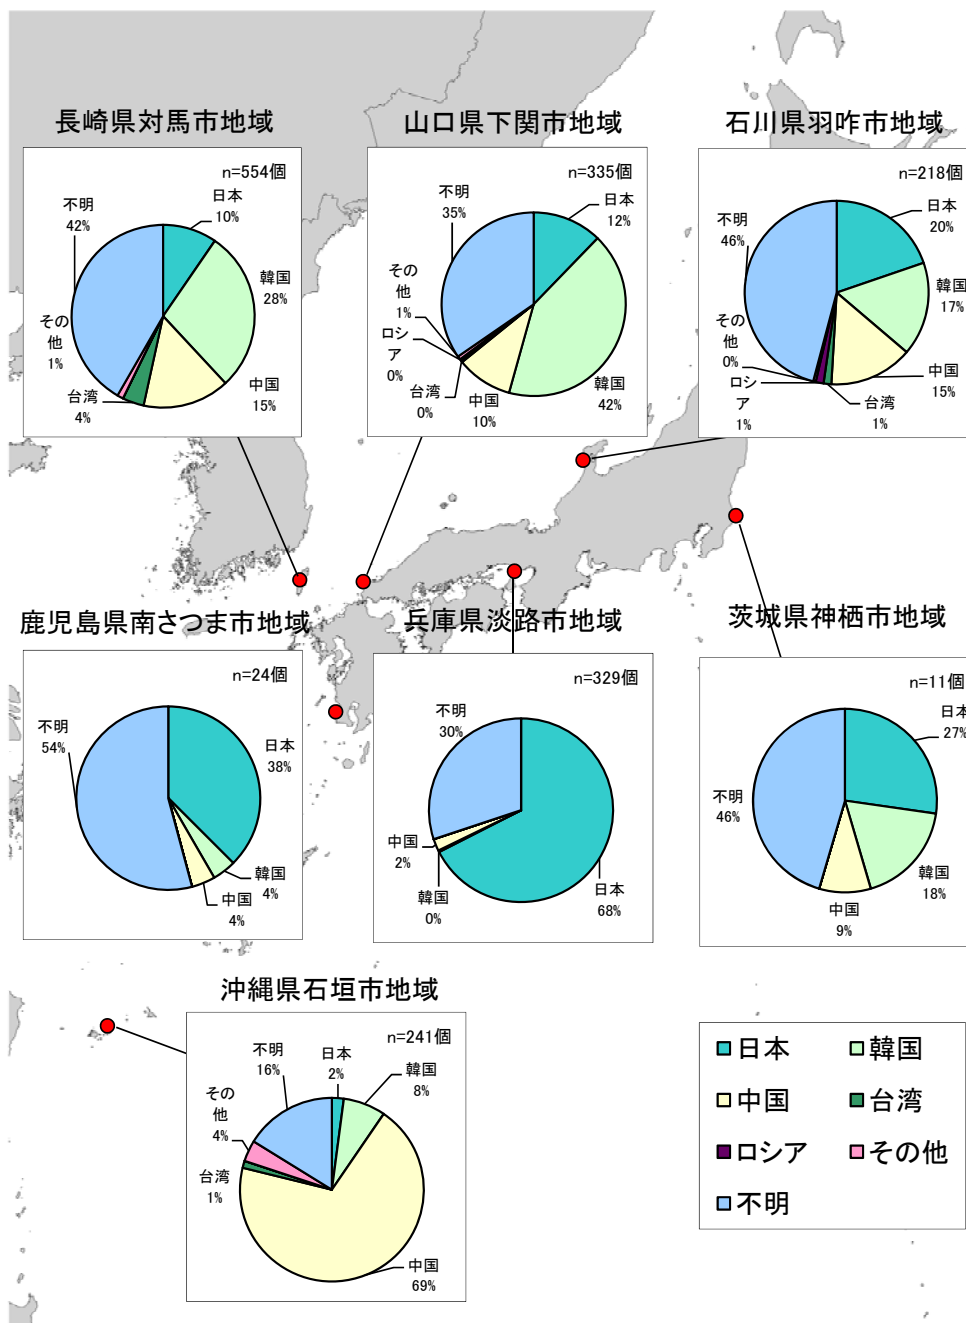 長崎県対馬市地域
n=554個
日本
10%
韓国
28%
中国
15%
台湾
4%
その
他
1%
不明
42%
山口県下関市地域
n=335個
日本
12%
韓国
42%
中国
10%
台湾
0%
ロシ
ア
0%
その
他
1%
不明
35%
石川県羽咋市地域
n=218個
日本
20%
韓国
17%
中国
15%
台湾
1%
ロシ
ア
1%
その
他
0%
不明
46%
鹿児島県南さつま市地域
n=24個
日本
38%
韓国
4%
中国
4%
不明
54%
兵庫県淡路市地域
n=329個
日本
68%
韓国
0%
中国
2%
不明
30%
茨城県神栖市地域
n=11個
日本
27%
韓国
18%
中国
9%
不明
46%
沖縄県石垣市地域
n=241個
日本
2%
韓国
8%
中国
69%
台湾
1%
その
他
4%
不明
16%
日本 韓国
中国 台湾
ロシア その他
不明